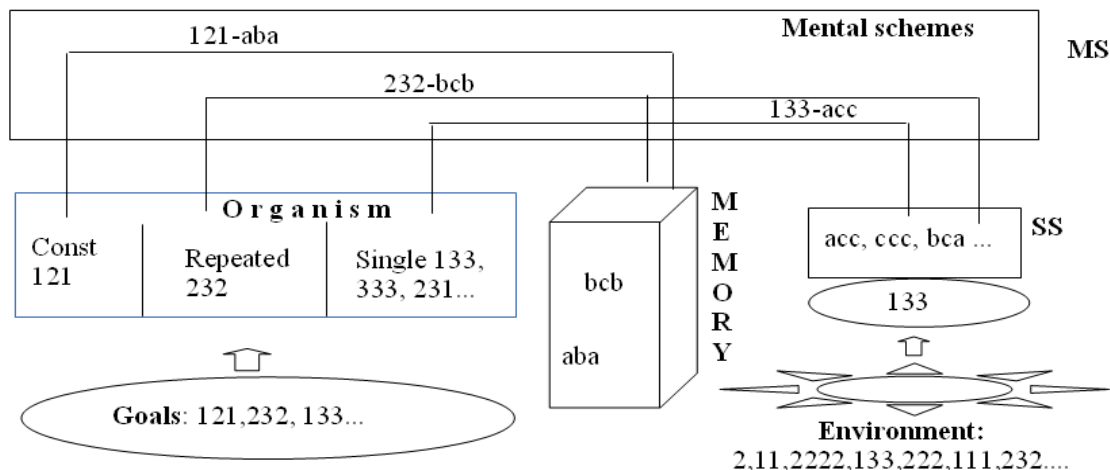 Mental schemes
MS
121-aba
232-bcb
133-acc
O r g a n i s m
Const
121
Repeated
232
Single 133,
333, 231...
M
E
M
O
R
Y
bcb
aba
SS
acc, ccc, bca ...
133
Goals: 121,232, 133...
Environment:
2,11,2222,133,222,111,232....